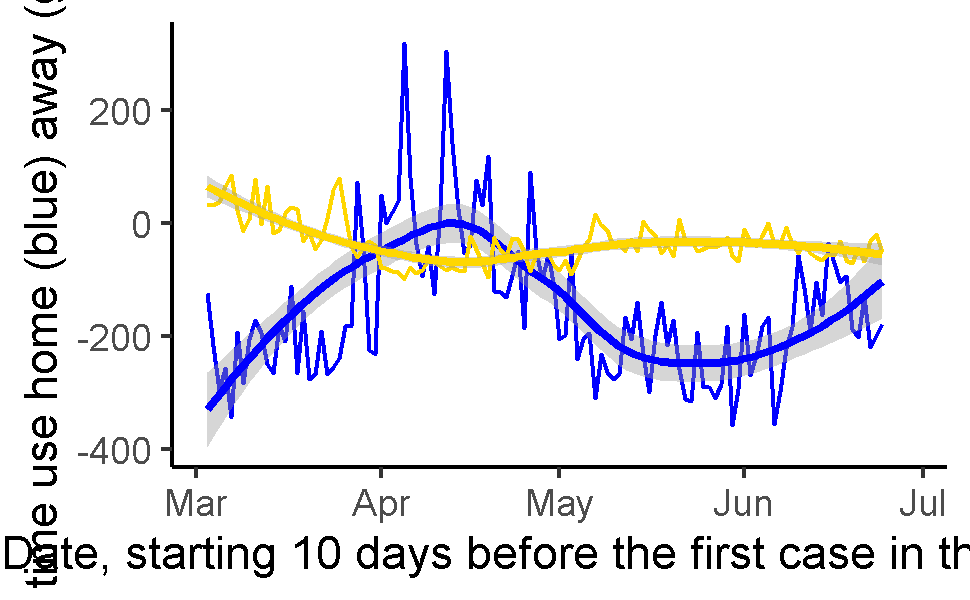 time use home (blue) away (
200
0
-200
-400
Mar Apr May Jun Jul
Date, starting 10 days before the first case in th